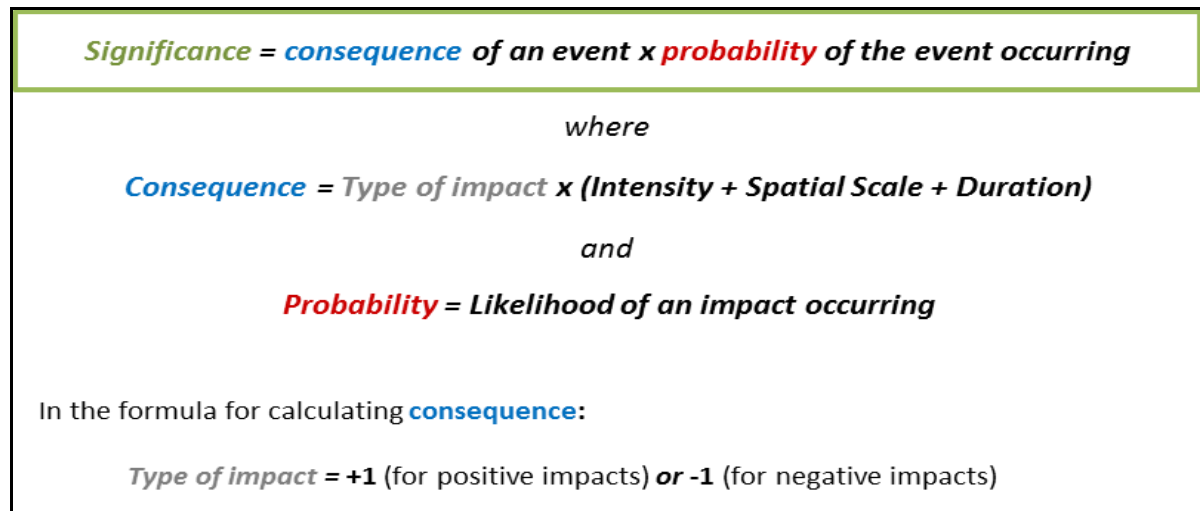 Significance = consequence of an event x probability of the event occurring
where
Consequence = Type of impact x (Intensity + Spatial Scale + Duration)
and
Probability = Likelihood of an impact occurring
In the formula for calculating consequence:
Type of impact = +1 (for positive impacts) or -1 (for negative impacts)